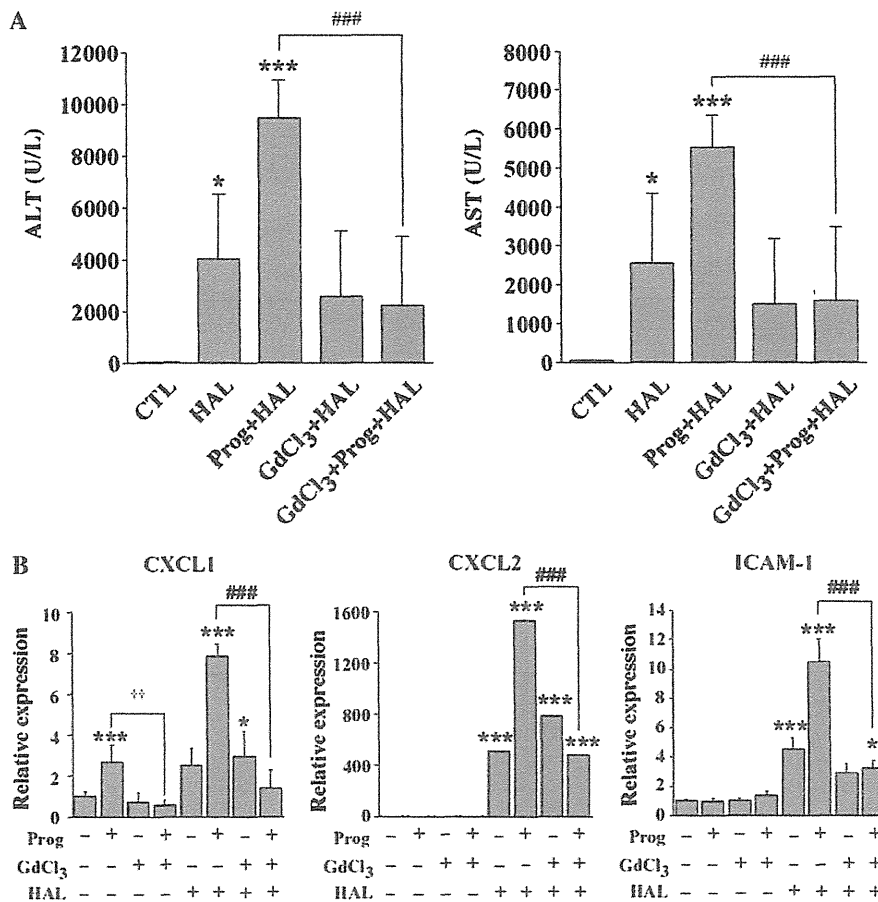 A
ALT (U/L)
12000
10000
8000
6000
4000
2000
0
*
***
###
CTL
HAL
Prog+HAL
GdCl3+HAL
GdCl3+Prog+HAL
AST (U/L)
8000
7000
6000
5000
4000
3000
2000
1000
0
*
***
###
CTL
HAL
Prog+HAL
GdCl3+HAL
GdCl3+Prog+HAL
B
CXCL1
Relative expression
10
8
6
4
2
0
***
‡‡
***
###
*
Prog - + - + - + - +
GdCl3 - - + + - - + +
HAL - - - - + + + +
CXCL2
Relative expression
1600
1200
800
400
0
***
***
###
***
***
Prog - + - + - + - +
GdCl3 - - + + - - + +
HAL - - - - + + + +
ICAM-1
Relative expression
14
12
10
8
6
4
2
0
***
***
###
*
Prog - + - + - + - +
GdCl3 - - + + - - + +
HAL - - - - + + + +